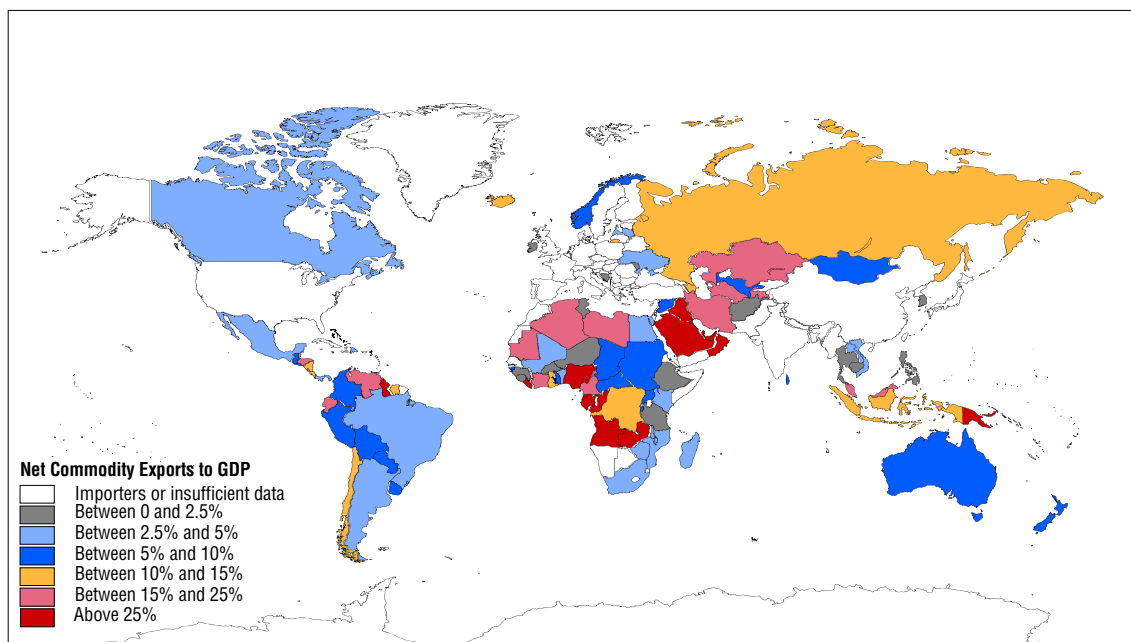 Net Commodity Exports to GDP
Importers or insufficient data
Between 0 and 2.5%
Between 2.5% and 5%
Between 5% and 10%
Between 10% and 15%
Between 15% and 25%
Above 25%